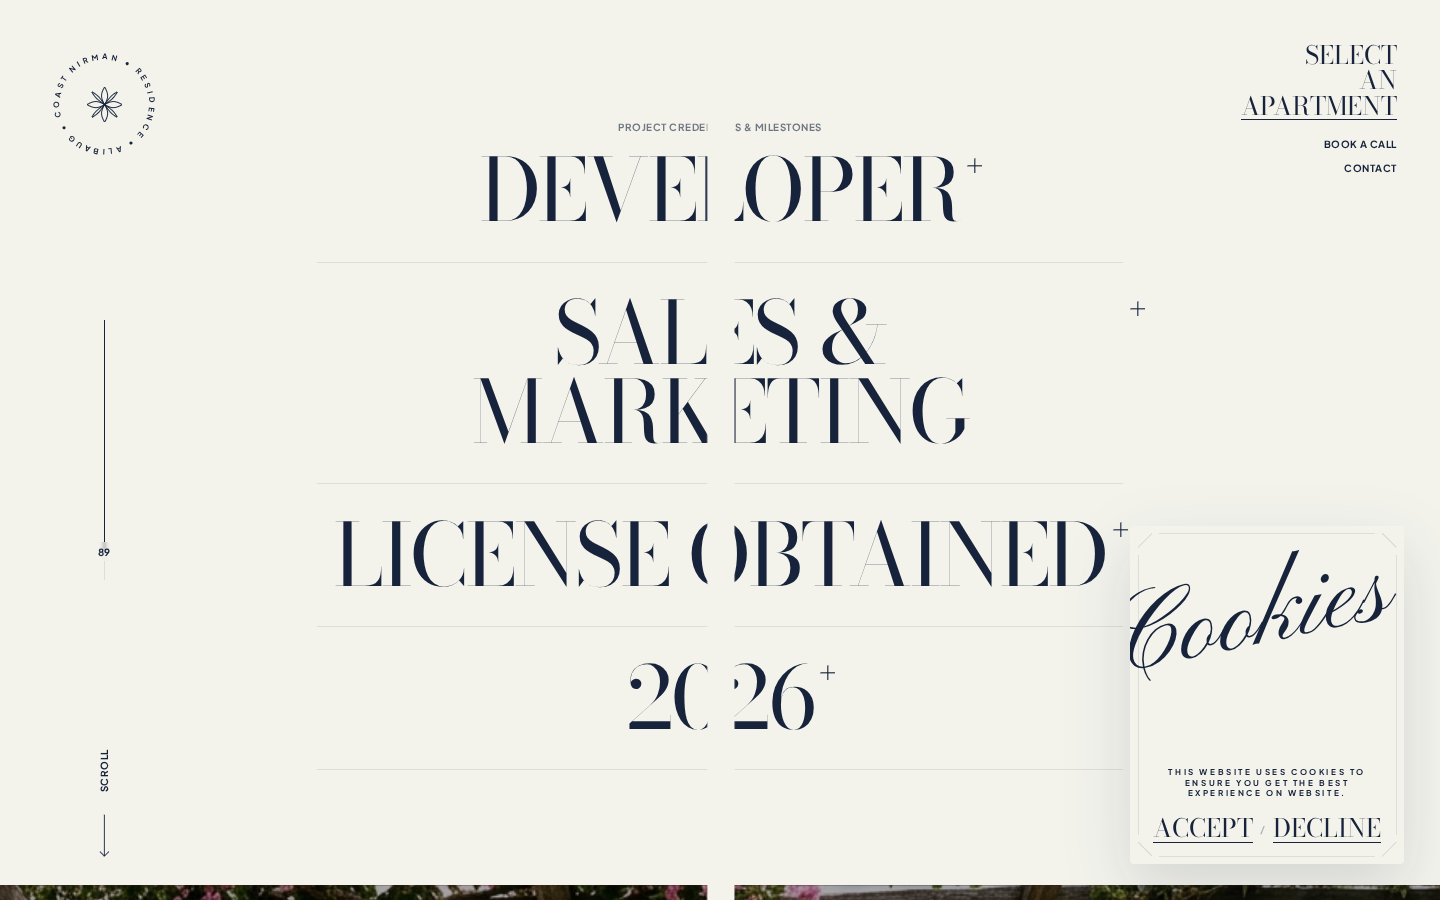 COAST NIRMAN • RESIDENCE • ALIBAUG •
SELECT
AN
APARTMENT
BOOK A CALL
CONTACT
S & MILESTONES
DEVELOPER+
SALES &
MARKETING
+
LICENSE OBTAINED+
2026+
89
SCROLL
Cookies
THIS WEBSITE USES COOKIES TO
ENSURE YOU GET THE BEST
EXPERIENCE ON WEBSITE.
ACCEPT / DECLINE